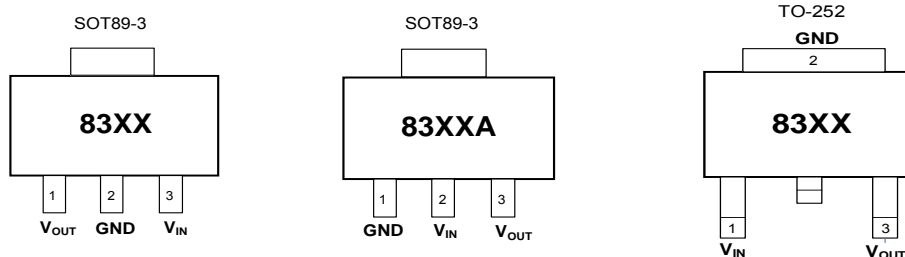 SOT89-3
83XX
1 2 3
VOUT GND VIN
SOT89-3
83XXA
1 2 3
GND VIN VOUT
TO-252
GND
2
83XX
1 3
VIN VOUT